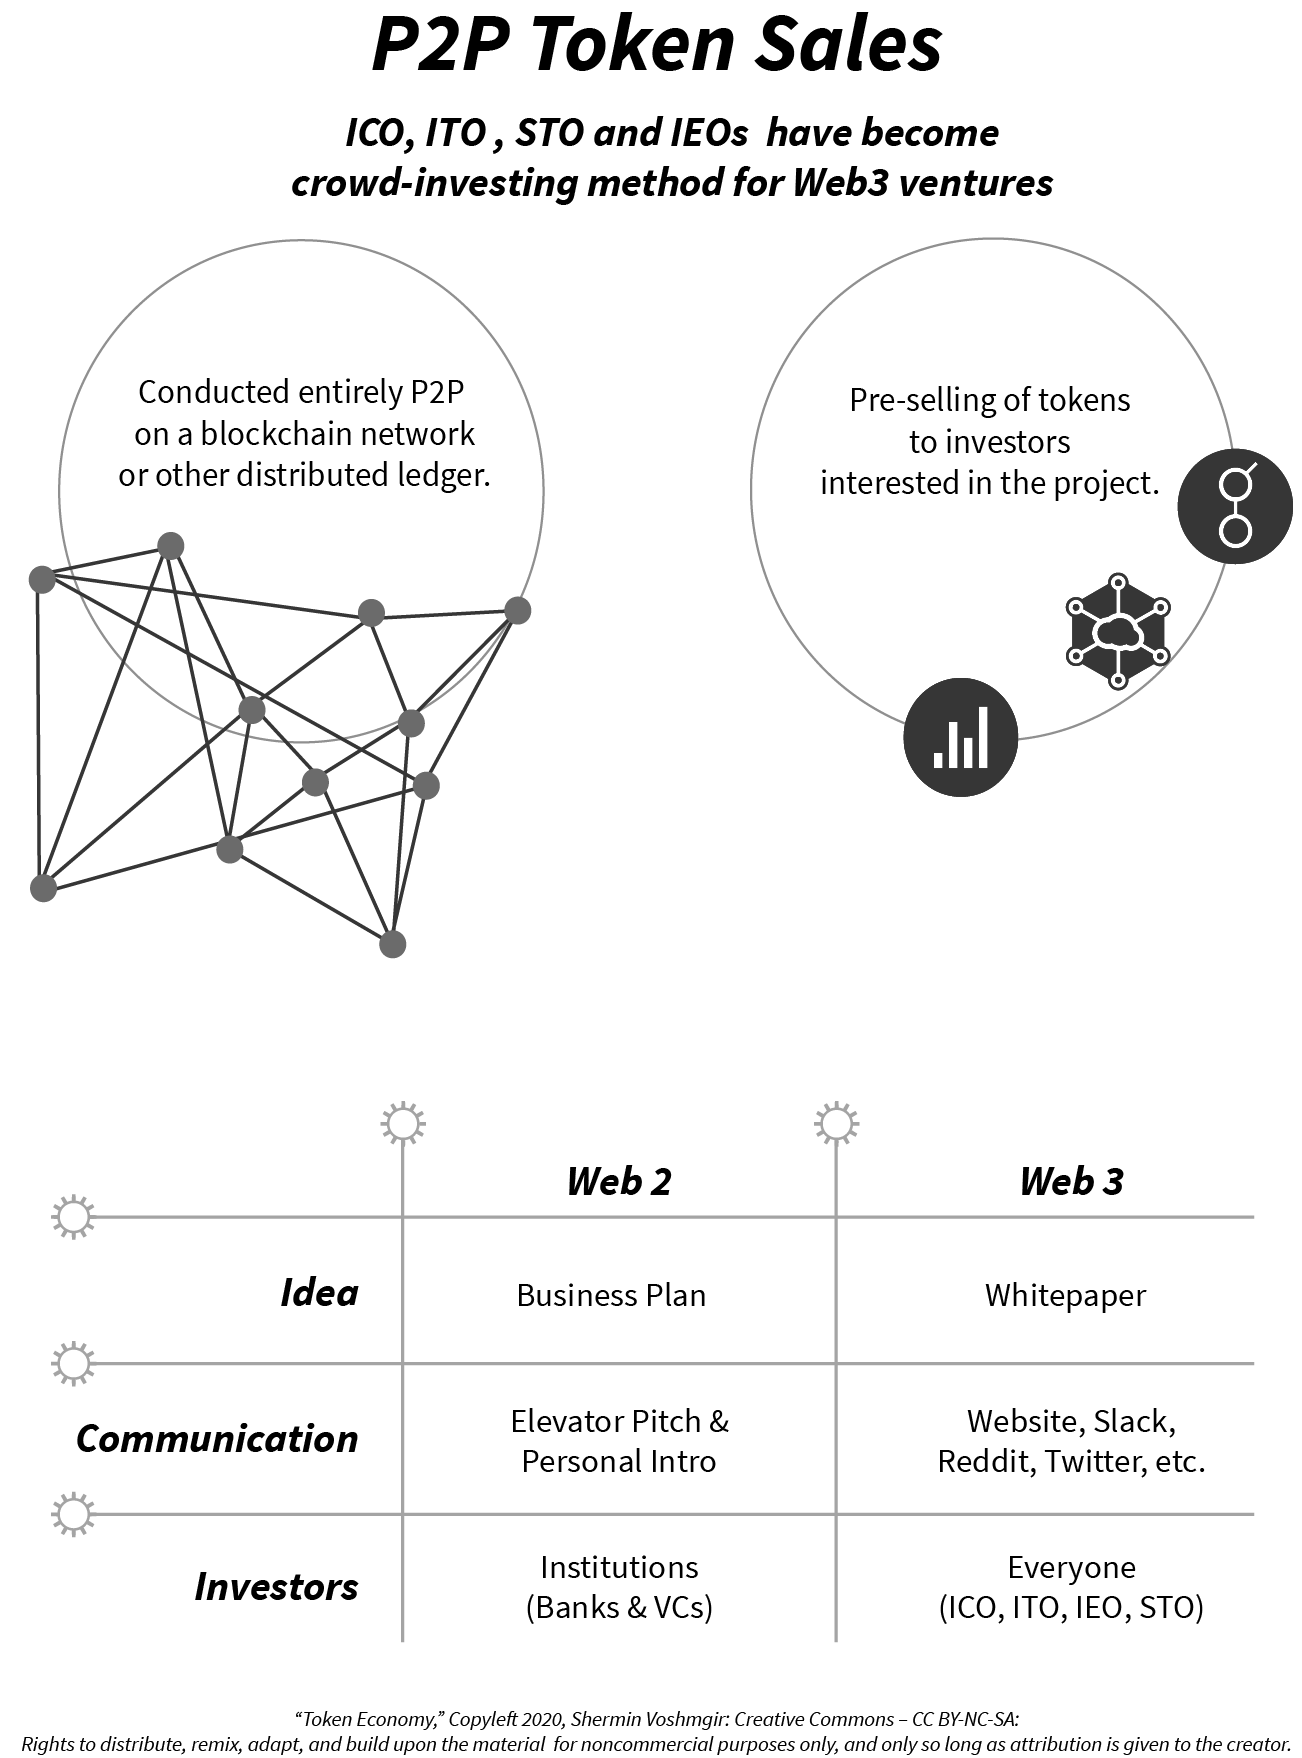 P2P Token Sales
ICO, ITO , STO and IEOs have become
crowd-investing method for Web3 ventures
Conducted entirely P2P
on a blockchain network
or other distributed ledger.
Pre-selling of tokens
to investors
interested in the project.
Web 2
Web 3
Idea
Business Plan
Whitepaper
Communication
Elevator Pitch &
Personal Intro
Website, Slack,
Reddit, Twitter, etc.
Investors
Institutions
(Banks & VCs)
Everyone
(ICO, ITO, IEO, STO)
“Token Economy,” Copyleft 2020, Shermin Voshmgir: Creative Commons – CC BY-NC-SA:
Rights to distribute, remix, adapt, and build upon the material for noncommercial purposes only, and only so long as attribution is given to the creator.